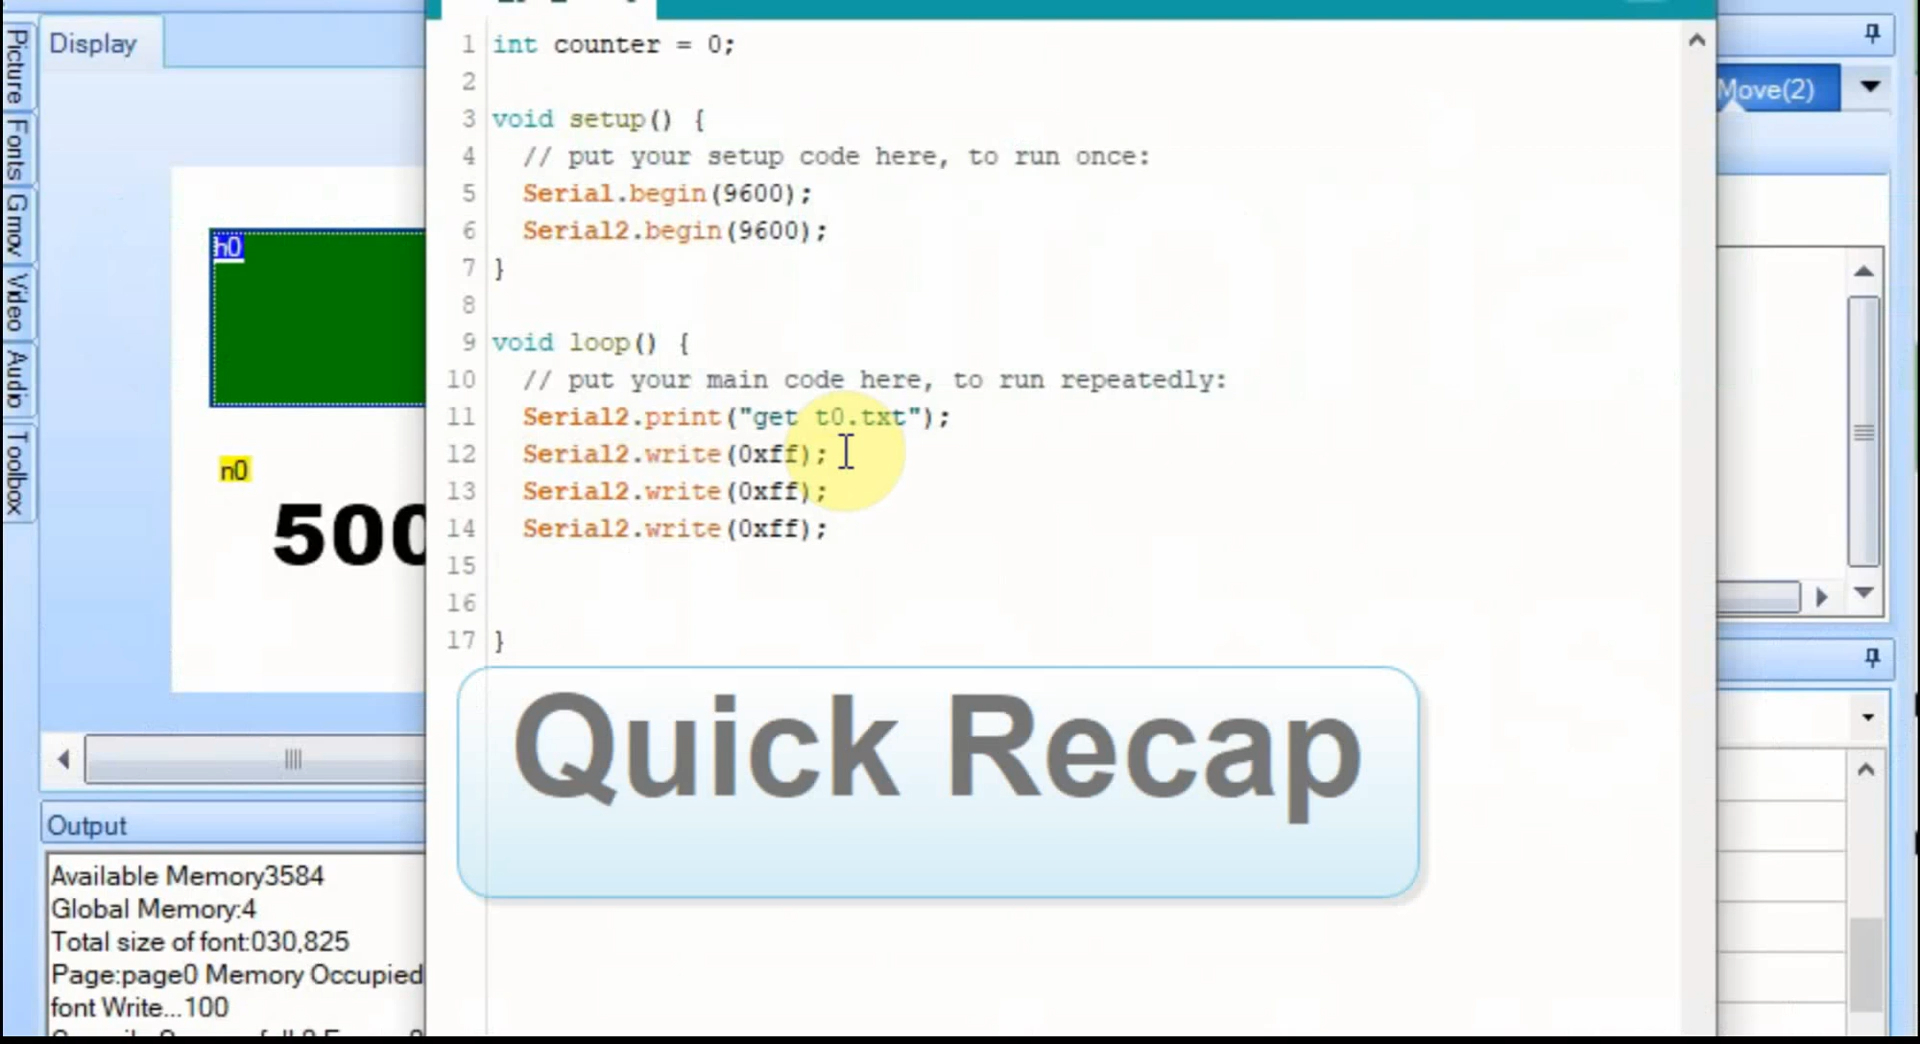 Display
Picture
Fonts
Gmov
Video
Audio
Toolbox
h0
n0
500
Move(2)
1 int counter = 0;
2
3 void setup() {
4 // put your setup code here, to run once:
5 Serial.begin(9600);
6 Serial2.begin(9600);
7 }
8
9 void loop() {
10 // put your main code here, to run repeatedly:
11 Serial2.print("get t0.txt");
12 Serial2.write(0xff);
13 Serial2.write(0xff);
14 Serial2.write(0xff);
15
16
17 }
Quick Recap
Output
Available Memory3584
Global Memory:4
Total size of font:030,825
Page:page0 Memory Occupied
font Write...100